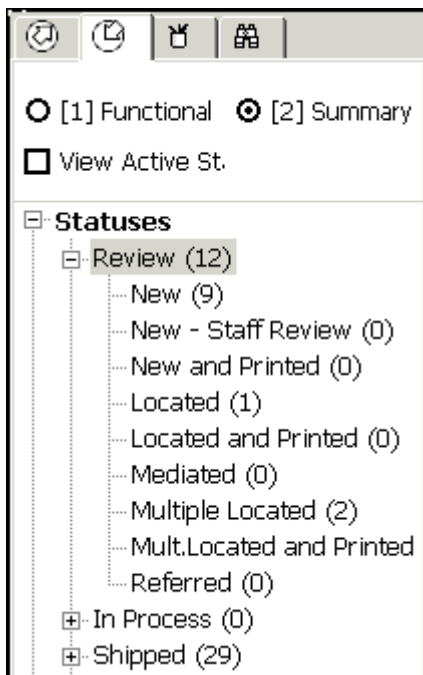 [1] Functional [2] Summary
View Active St.
Statuses
Review (12)
New (9)
New - Staff Review (0)
New and Printed (0)
Located (1)
Located and Printed (0)
Mediated (0)
Multiple Located (2)
Mult.Located and Printed
Referred (0)
In Process (0)
Shipped (29)